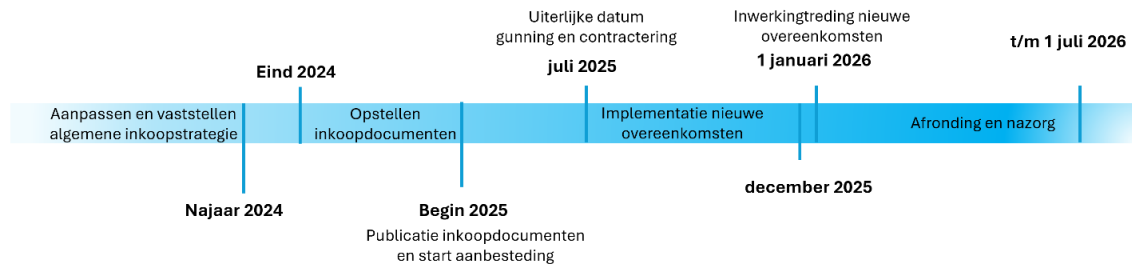 Uiterlijke datum
gunning en contractering
juli 2025
Inwerkingtreding nieuwe
overeenkomsten
1 januari 2026
t/m 1 juli 2026
Eind 2024
Aanpassen en vaststellen
algemene inkoopstrategie
Opstellen
inkoopdocumenten
Implementatie nieuwe
overeenkomsten
Afronding en nazorg
Najaar 2024
Begin 2025
Publicatie inkoopdocumenten
en start aanbesteding
december 2025